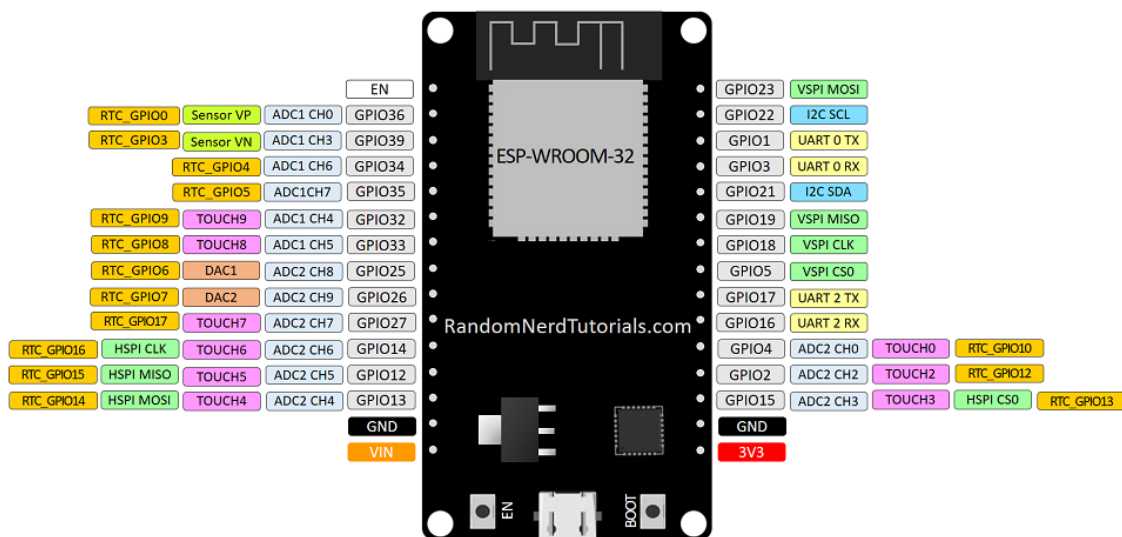 EN GPIO23 VSPI MOSI
RTC_GPIO0 Sensor VP ADC1 CH0 GPIO36 GPIO22 I2C SCL
RTC_GPIO3 Sensor VN ADC1 CH3 GPIO39 GPIO1 UART 0 TX
RTC_GPIO4 ADC1 CH6 GPIO34 ESP-WROOM-32 GPIO3 UART 0 RX
RTC_GPIO5 ADC1CH7 GPIO35 GPIO21 I2C SDA
RTC_GPIO9 TOUCH9 ADC1 CH4 GPIO32 GPIO19 VSPI MISO
RTC_GPIO8 TOUCH8 ADC1 CH5 GPIO33 GPIO18 VSPI CLK
RTC_GPIO6 DAC1 ADC2 CH8 GPIO25 GPIO5 VSPI CS0
RTC_GPIO7 DAC2 ADC2 CH9 GPIO26 GPIO17 UART 2 TX
RTC_GPIO17 TOUCH7 ADC2 CH7 GPIO27 RandomNerdTutorials.com GPIO16 UART 2 RX
RTC_GPIO16 HSPI CLK TOUCH6 ADC2 CH6 GPIO14 GPIO4 ADC2 CH0 TOUCH0 RTC_GPIO10
RTC_GPIO15 HSPI MISO TOUCH5 ADC2 CH5 GPIO12 GPIO2 ADC2 CH2 TOUCH2 RTC_GPIO12
RTC_GPIO14 HSPI MOSI TOUCH4 ADC2 CH4 GPIO13 GPIO15 ADC2 CH3 TOUCH3 HSPI CS0 RTC_GPIO13
GND GND
VIN 3V3
EN BOOT